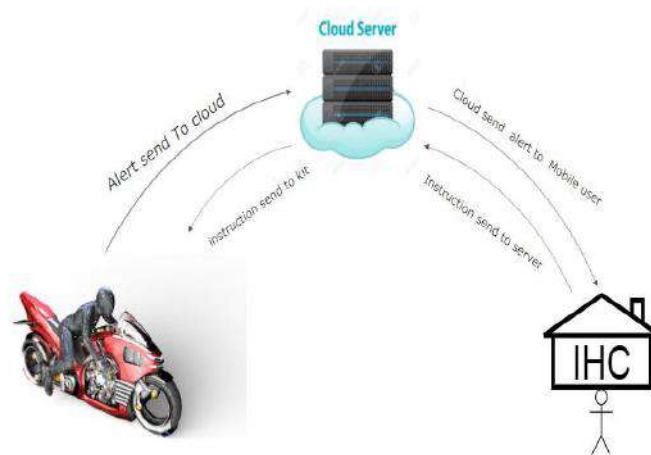 Cloud Server
Alert send To cloud
instruction send to kit
Cloud send alert to Mobile user
Instruction send to server
IHC